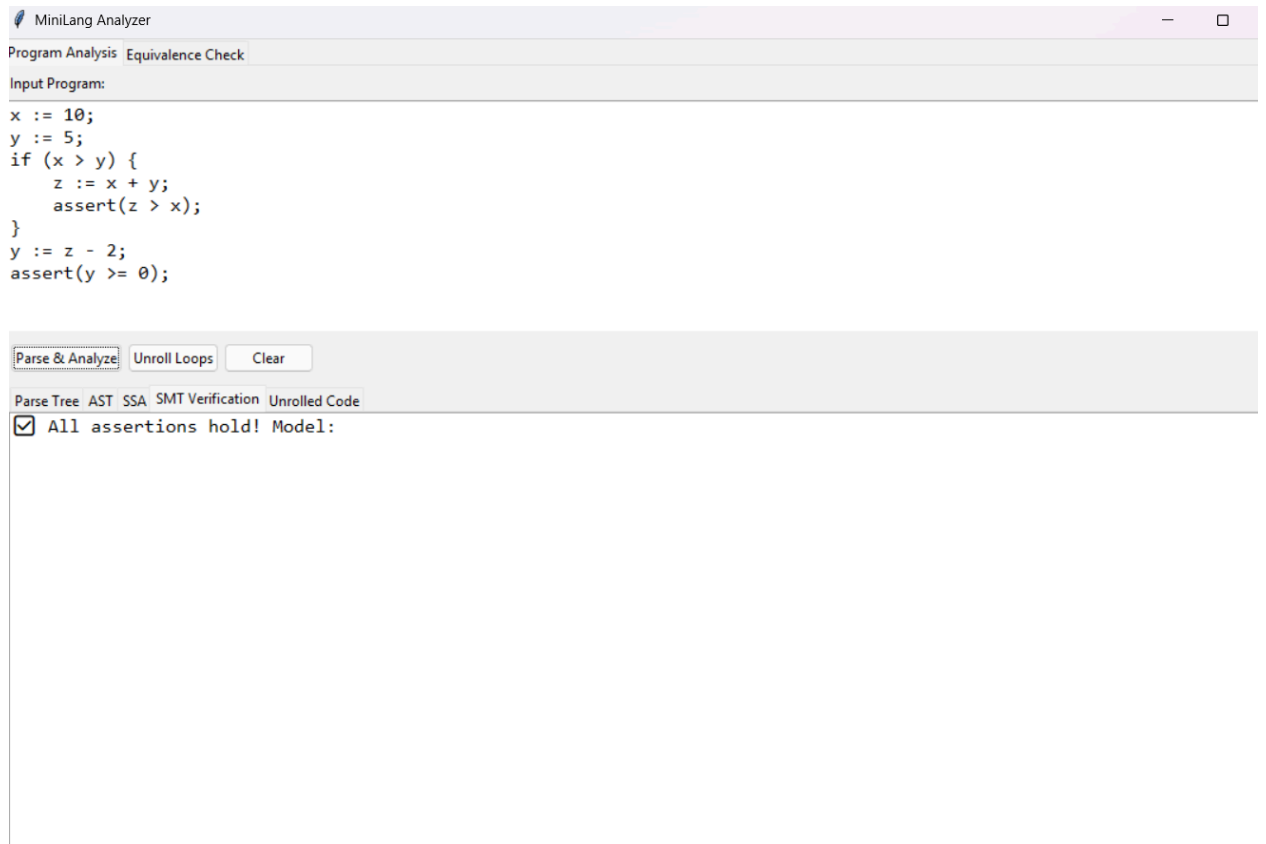 MiniLang Analyzer
Program Analysis Equivalence Check
Input Program:
x := 10;
y := 5;
if (x > y) {
    z := x + y;
    assert(z > x);
}
y := z - 2;
assert(y >= 0);
Parse & Analyze Unroll Loops Clear
Parse Tree AST SSA SMT Verification Unrolled Code
All assertions hold! Model: